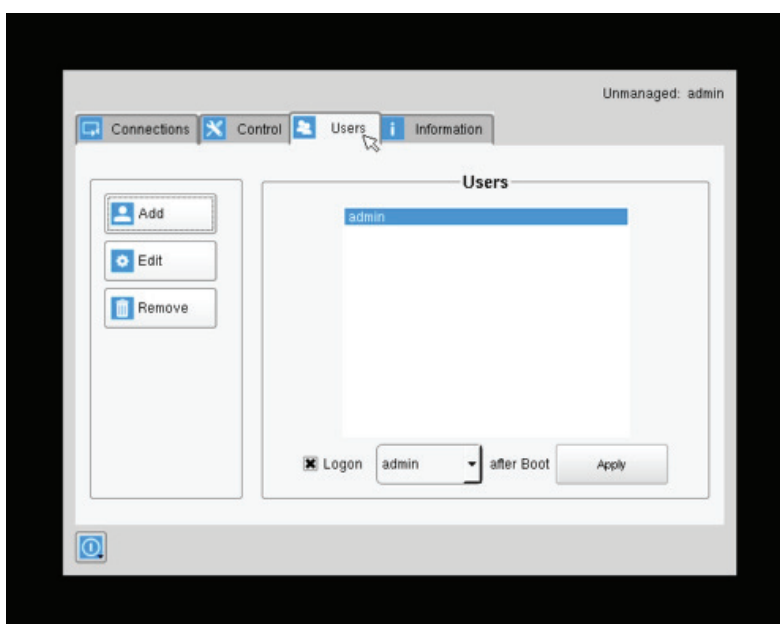 Unmanaged: admin
Connections Control Users Information
Users
Add
Edit
Remove
admin
Logon admin after Boot Apply